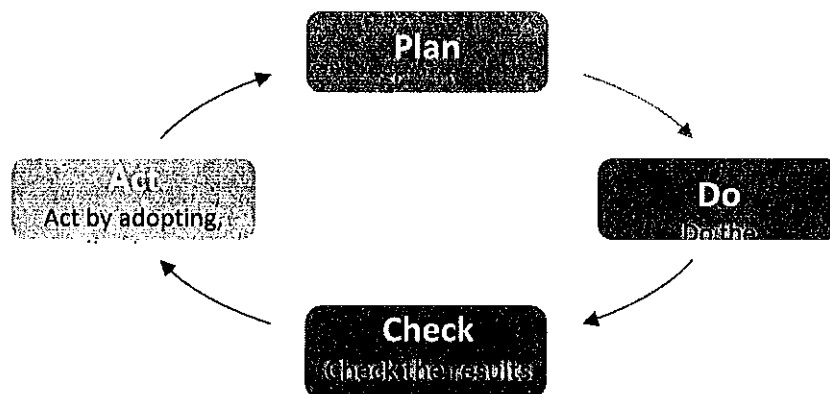 Plan
Do
Do the
Check
Check the results
Act
Act by adopting,